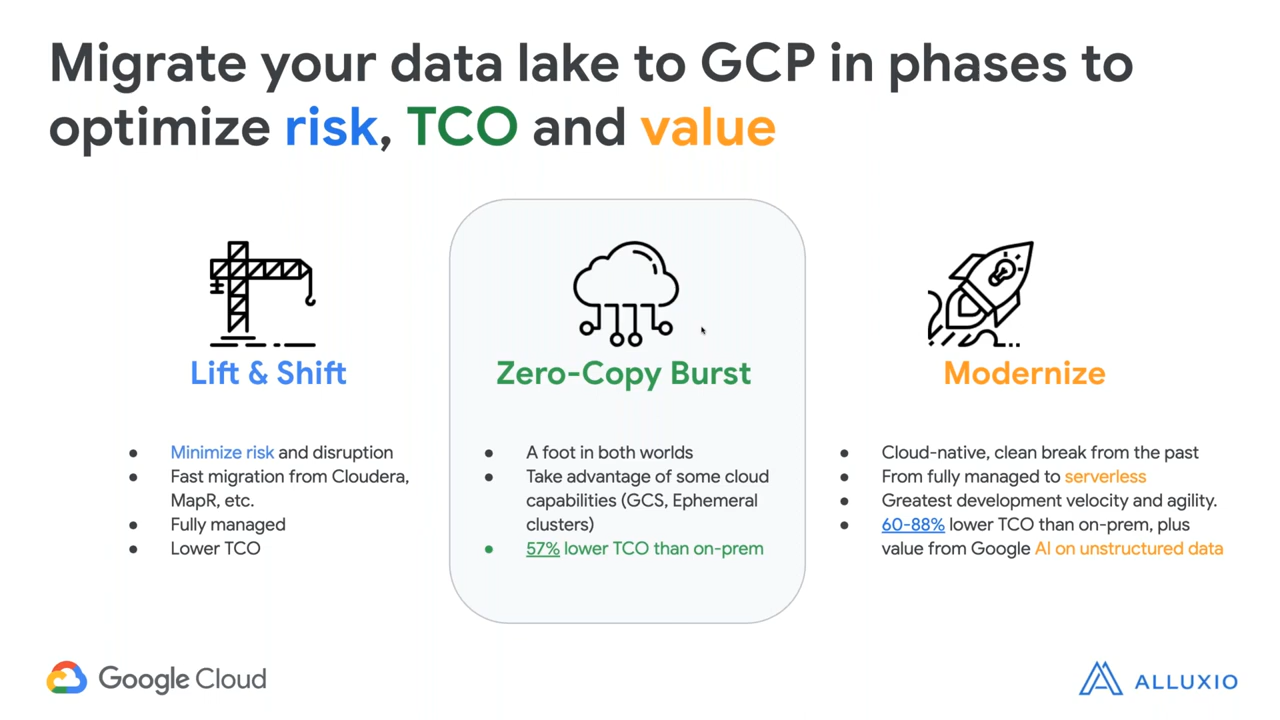 Migrate your data lake to GCP in phases to
optimize risk, TCO and value
Lift & Shift
● Minimize risk and disruption
● Fast migration from Cloudera,
MapR, etc.
● Fully managed
● Lower TCO
Zero-Copy Burst
● A foot in both worlds
● Take advantage of some cloud
capabilities (GCS, Ephemeral
clusters)
● 57% lower TCO than on-prem
Modernize
● Cloud-native, clean break from the past
● From fully managed to serverless
● Greatest development velocity and agility.
● 60-88% lower TCO than on-prem, plus
value from Google AI on unstructured data
Google Cloud
ALLUXIO